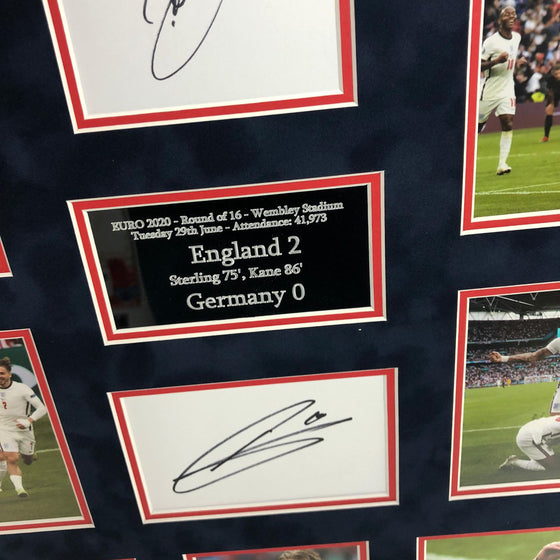 EURO 2020 - Round of 16 - Wembley Stadium
Tuesday 29th June - Attendance: 41,973
England 2
Sterling 75', Kane 86'
Germany 0